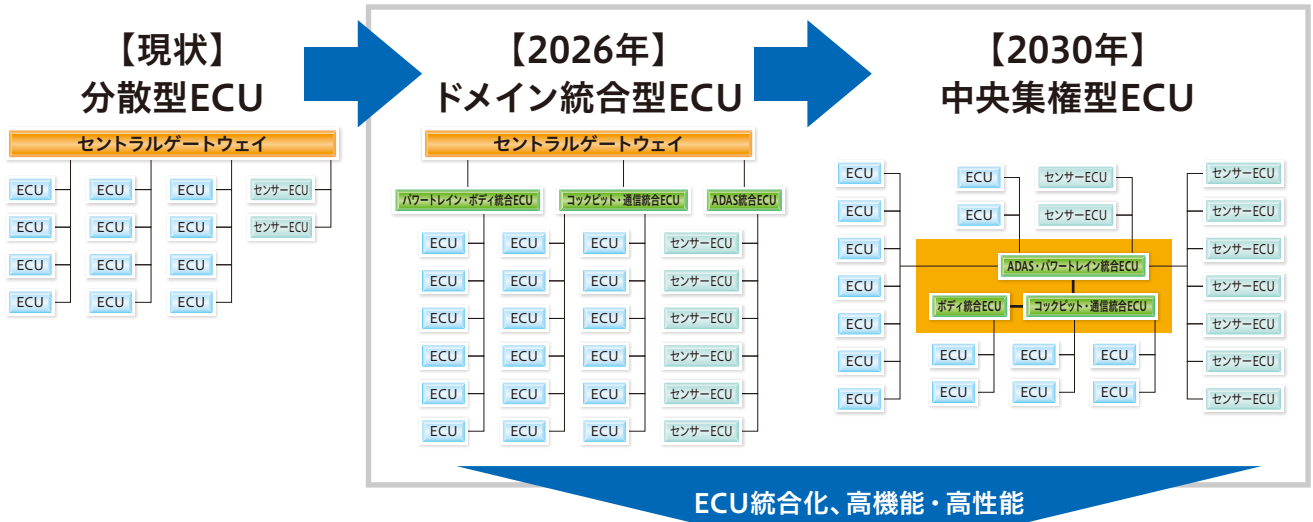 【現状】
分散型ECU
セントラルゲートウェイ
ECU ECU ECU センサーECU
ECU ECU ECU センサーECU
ECU ECU ECU
ECU ECU ECU
【2026年】
ドメイン統合型ECU
セントラルゲートウェイ
パワートレイン・ボディ統合ECU コックピット・通信統合ECU ADAS統合ECU
ECU ECU ECU センサーECU
ECU ECU ECU センサーECU
ECU ECU ECU センサーECU
ECU ECU ECU センサーECU
ECU ECU ECU センサーECU
ECU ECU ECU センサーECU
【2030年】
中央集権型ECU
ECU ECU センサーECU センサーECU
ECU ECU センサーECU センサーECU
ECU センサーECU
ADAS・パワートレイン統合ECU
ECU センサーECU
ボディ統合ECU コックピット・通信統合ECU
ECU センサーECU
ECU ECU ECU ECU センサーECU
ECU ECU ECU ECU センサーECU
ECU統合化、高機能・高性能